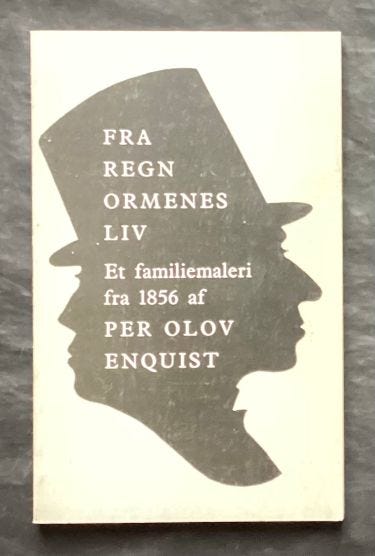 FRA
REGN
ORMENES
LIV
Et familiemaleri
fra 1856 af
PER OLOV
ENQUIST